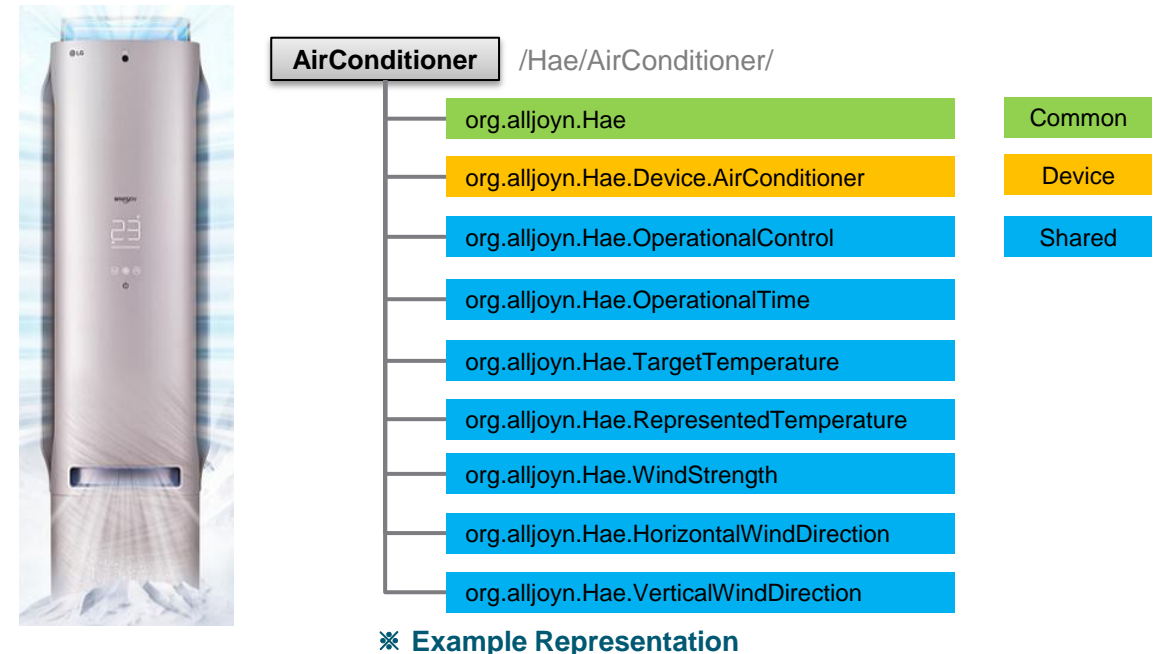 LG
23
AirConditioner /Hae/AirConditioner/
org.alljoyn.Hae
Common
org.alljoyn.Hae.Device.AirConditioner
Device
org.alljoyn.Hae.OperationalControl
Shared
org.alljoyn.Hae.OperationalTime
org.alljoyn.Hae.TargetTemperature
org.alljoyn.Hae.RepresentedTemperature
org.alljoyn.Hae.WindStrength
org.alljoyn.Hae.HorizontalWindDirection
org.alljoyn.Hae.VerticalWindDirection
※ Example Representation